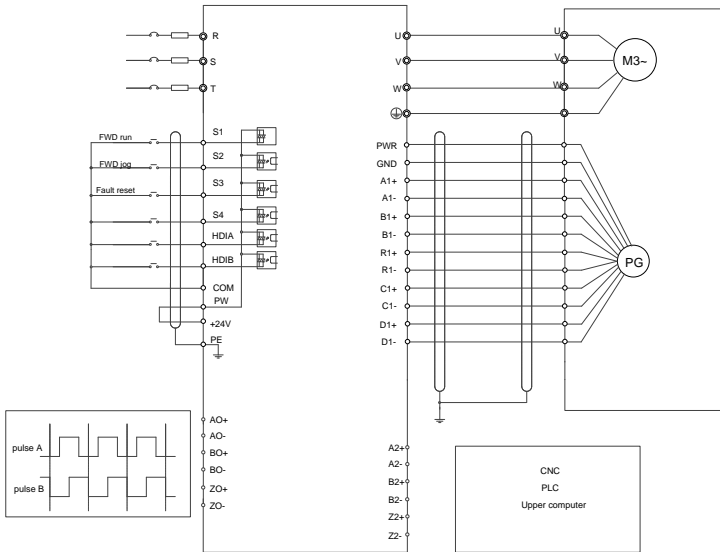 R
S
T
U
V
W
U
V
W
M3~
FWD run
S1
FWD jog
S2
Fault reset
S3
S4
HDIA
HDIB
COM
PW
+24V
PE
PWR
GND
A1+
A1-
B1+
B1-
R1+
R1-
C1+
C1-
D1+
D1-
PG
pulse A
pulse B
AO+
AO-
BO+
BO-
ZO+
ZO-
A2+
A2-
B2+
B2-
Z2+
Z2-
CNC
PLC
Upper computer